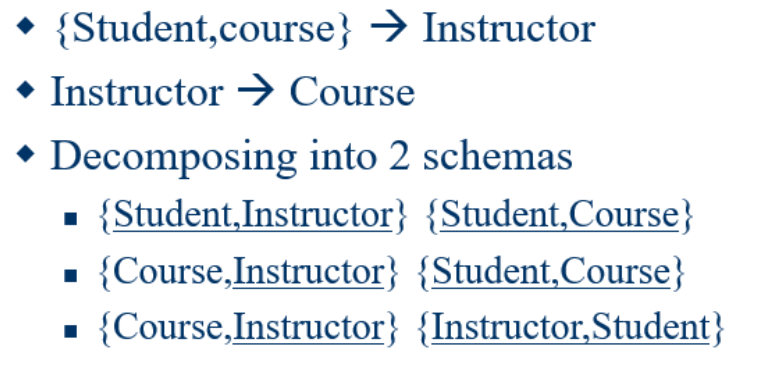 ◆ {Student,course} → Instructor
◆ Instructor → Course
◆ Decomposing into 2 schemas
▪ {Student,Instructor} {Student,Course}
▪ {Course,Instructor} {Student,Course}
▪ {Course,Instructor} {Instructor,Student}